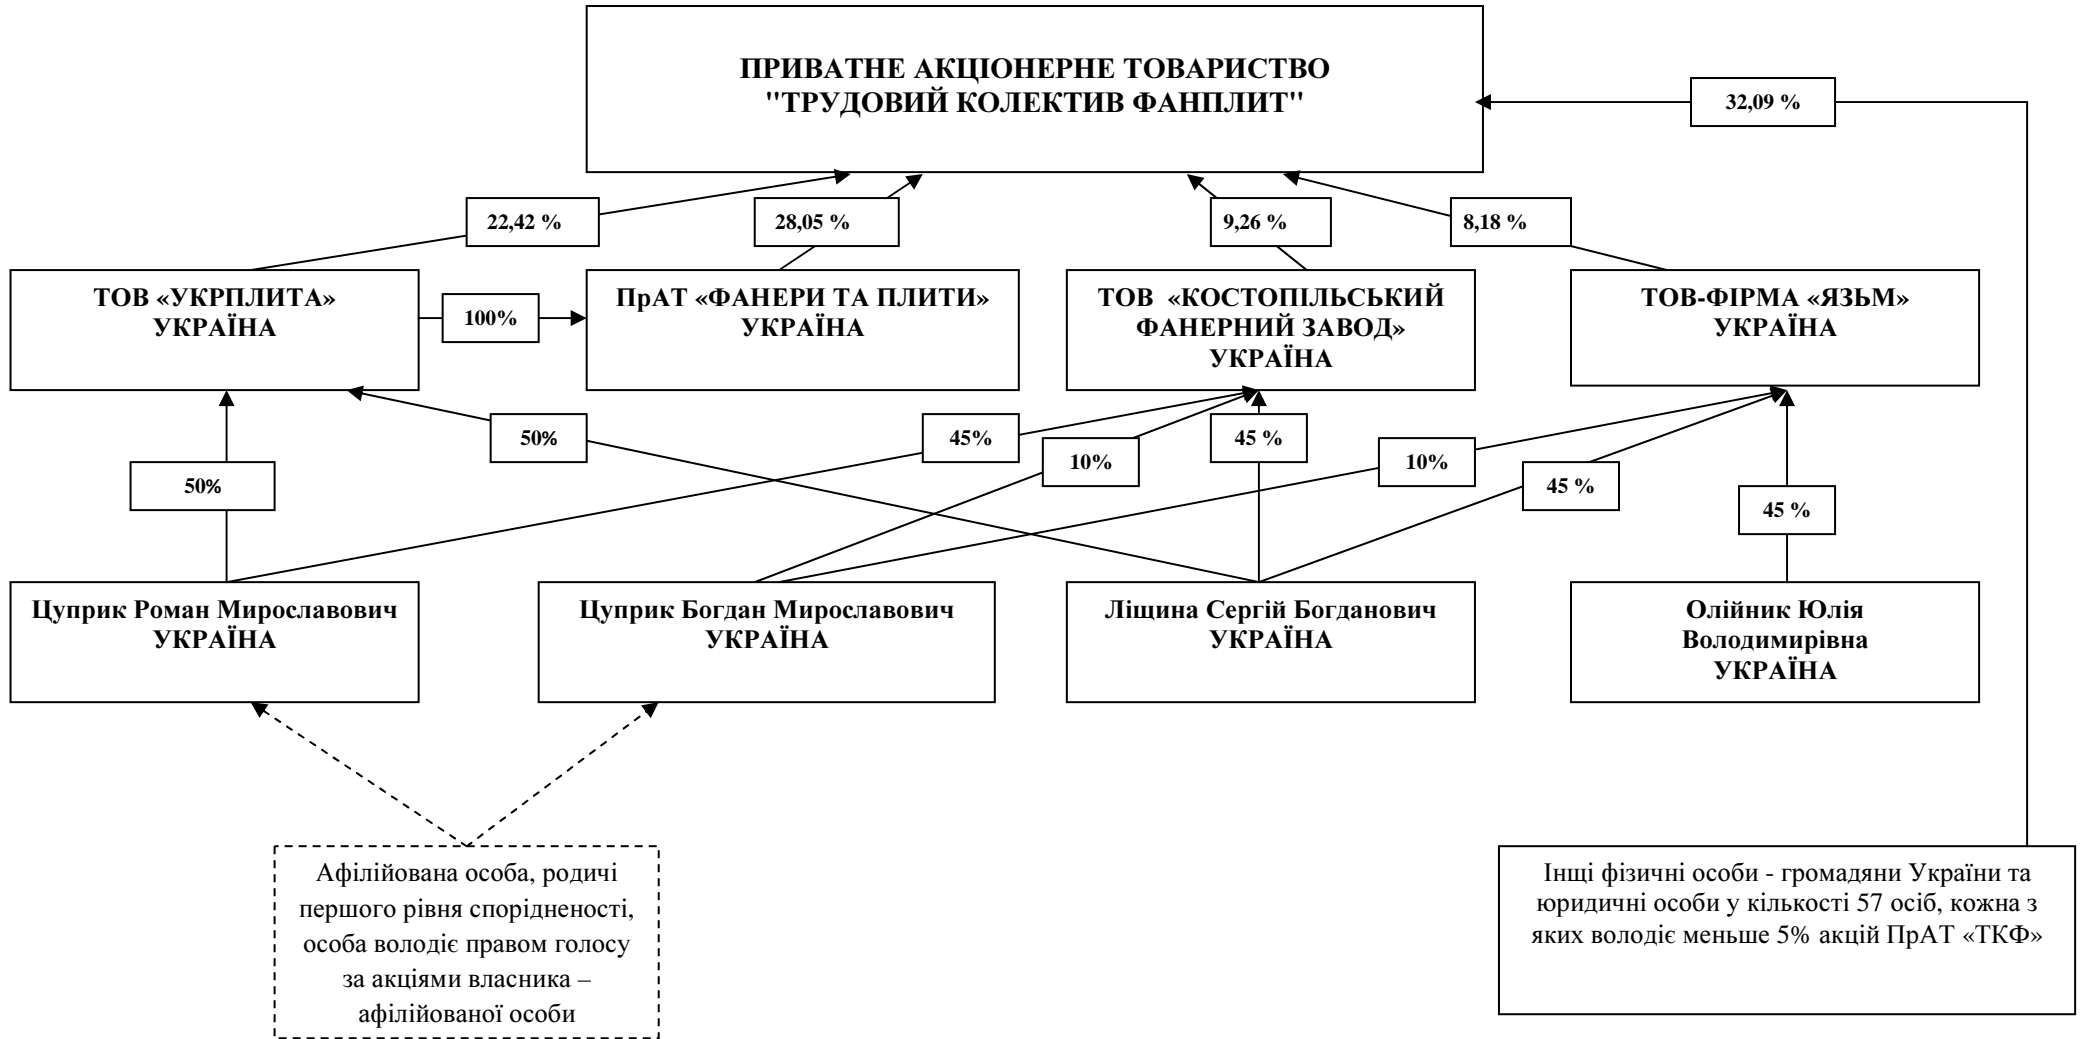 ПРИВАТНЕ АКЦІОНЕРНЕ ТОВАРИСТВО
"ТРУДОВИЙ КОЛЕКТИВ ФАНПЛИТ"
32,09 %
22,42 %
28,05 %
9,26 %
8,18 %
ТОВ «УКРПЛИТА»
УКРАЇНА
100%
ПрАТ «ФАНЕРИ ТА ПЛИТИ»
УКРАЇНА
ТОВ «КОСТОПІЛЬСЬКИЙ
ФАНЕРНИЙ ЗАВОД»
УКРАЇНА
ТОВ-ФІРМА «ЯЗЬМ»
УКРАЇНА
50%
50%
45%
10%
45 %
10%
45 %
45 %
Цуприк Роман Мирославович
УКРАЇНА
Цуприк Богдан Мирославович
УКРАЇНА
Ліщина Сергій Богданович
УКРАЇНА
Олійник Юлія
Володимирівна
УКРАЇНА
Афілійована особа, родичі
першого рівня спорідненості,
особа володіє правом голосу
за акціями власника –
афілійованої особи
Інщі фізичні особи - громадяни України та
юридичні особи у кількості 57 осіб, кожна з
яких володіє меньше 5% акцій ПрАТ «ТКФ»